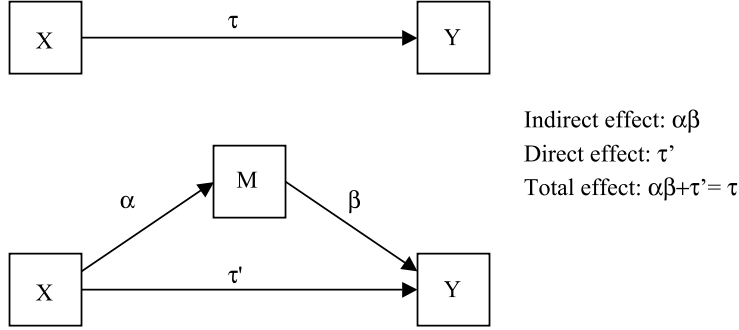 τ
X Y
Indirect effect: αβ
Direct effect: τ’
Total effect: αβ+τ’= τ
M
α β
τ'
X Y